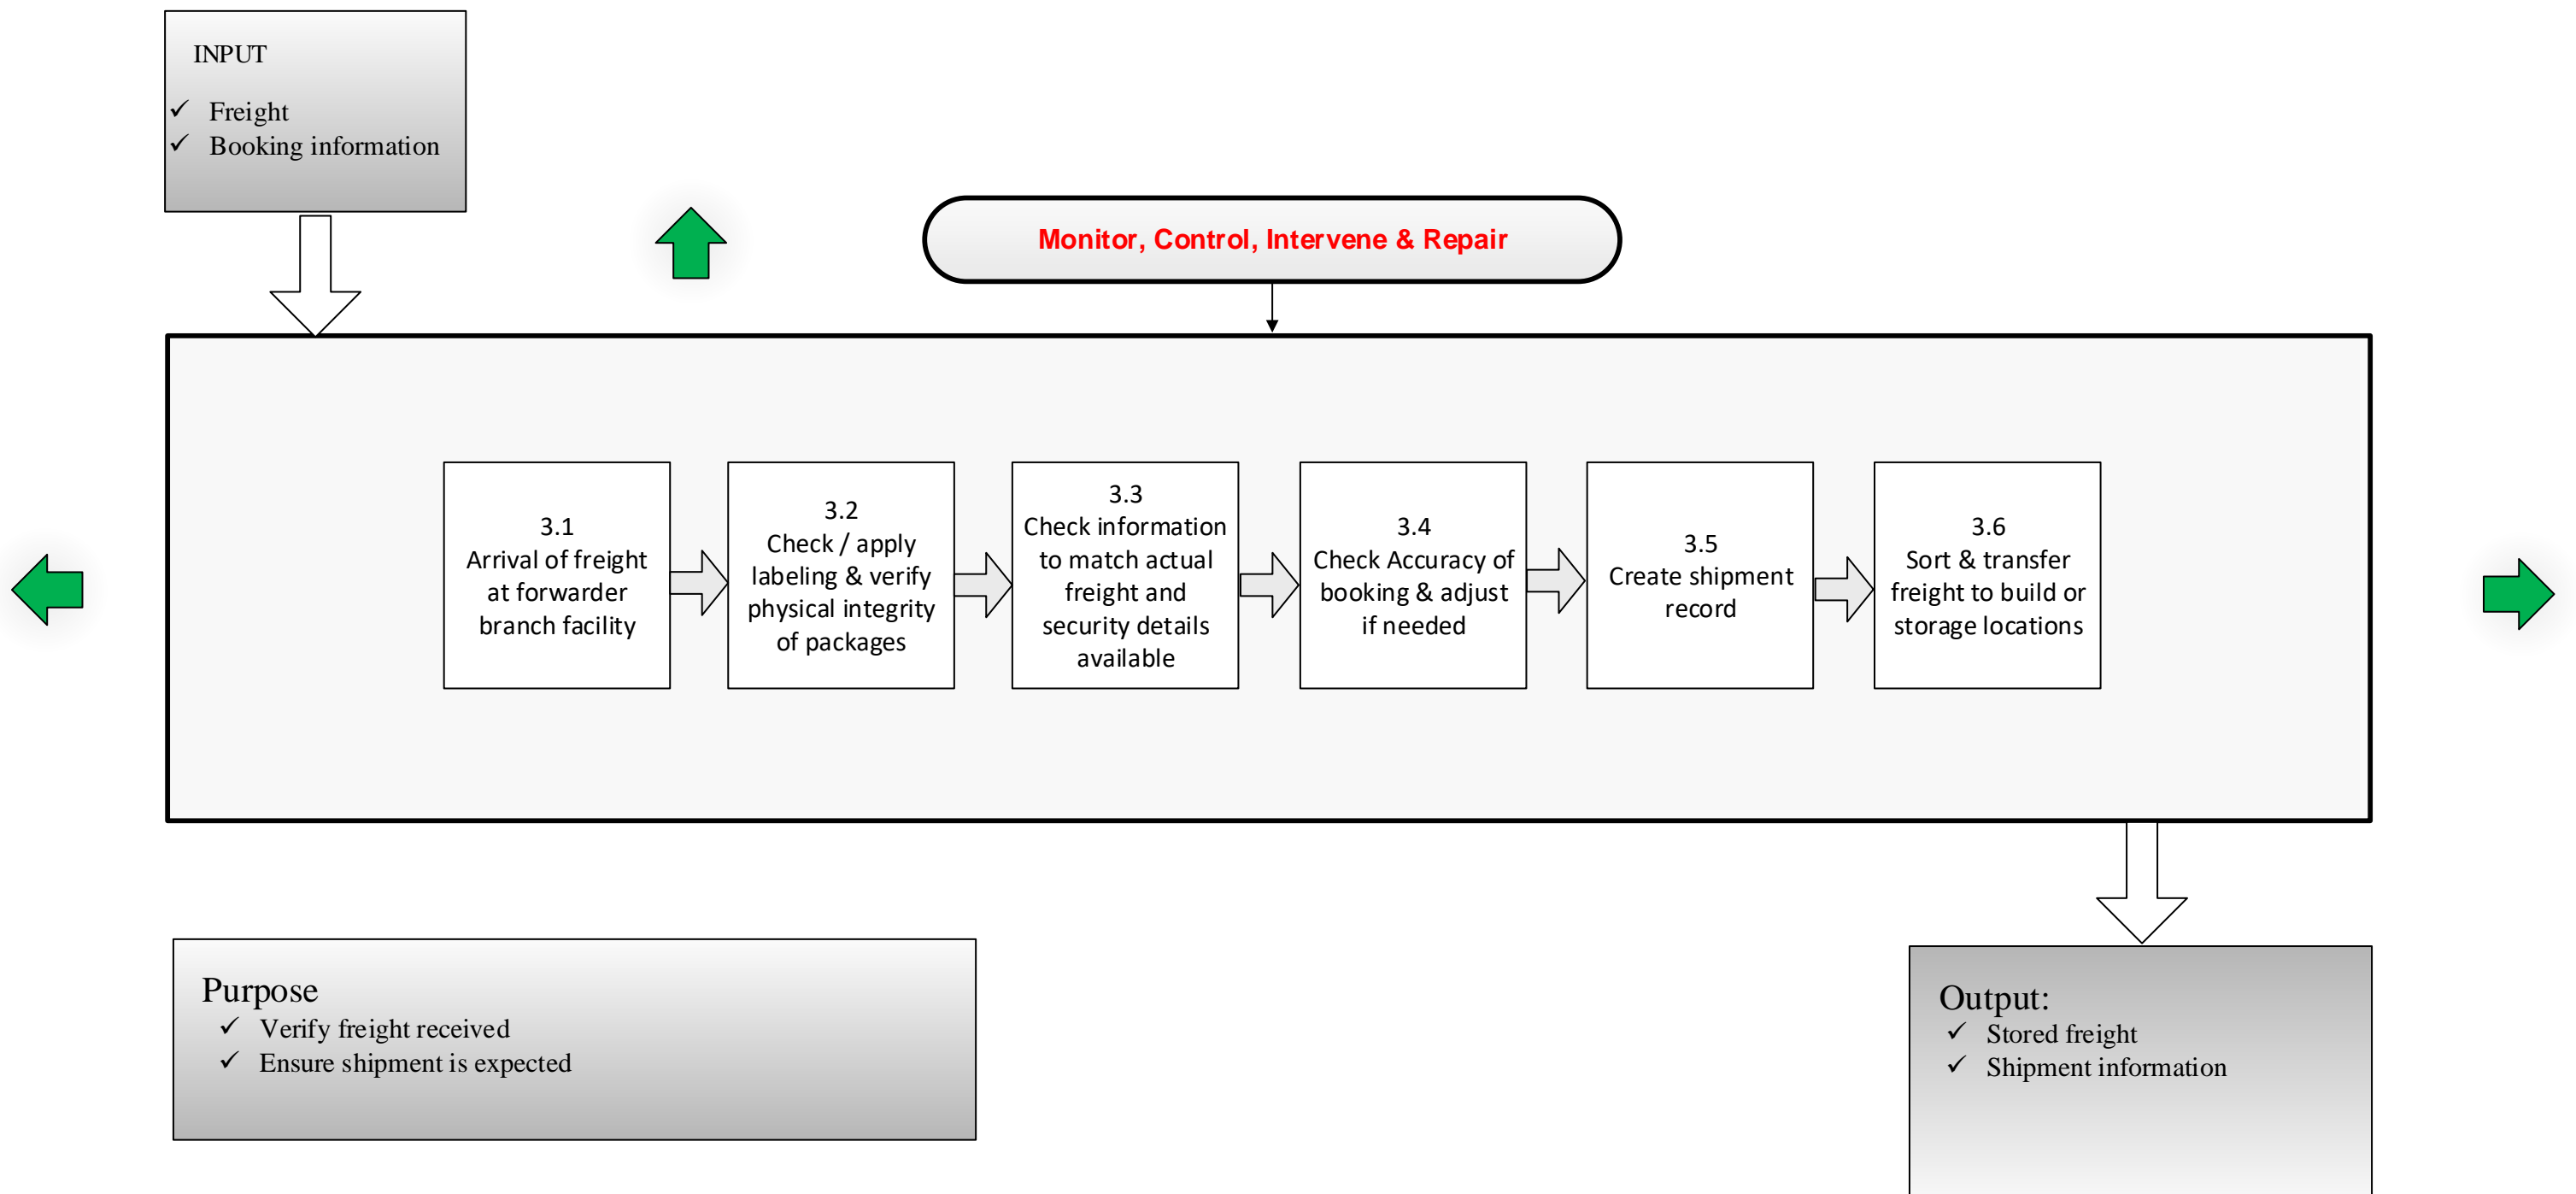 INPUT
✓ Freight
✓ Booking information
Monitor, Control, Intervene & Repair
3.1
Arrival of freight
at forwarder
branch facility
3.2
Check / apply
labeling & verify
physical integrity
of packages
3.3
Check information
to match actual
freight and
security details
available
3.4
Check Accuracy of
booking & adjust
if needed
3.5
Create shipment
record
3.6
Sort & transfer
freight to build or
storage locations
Purpose
✓ Verify freight received
✓ Ensure shipment is expected
Output:
✓ Stored freight
✓ Shipment information